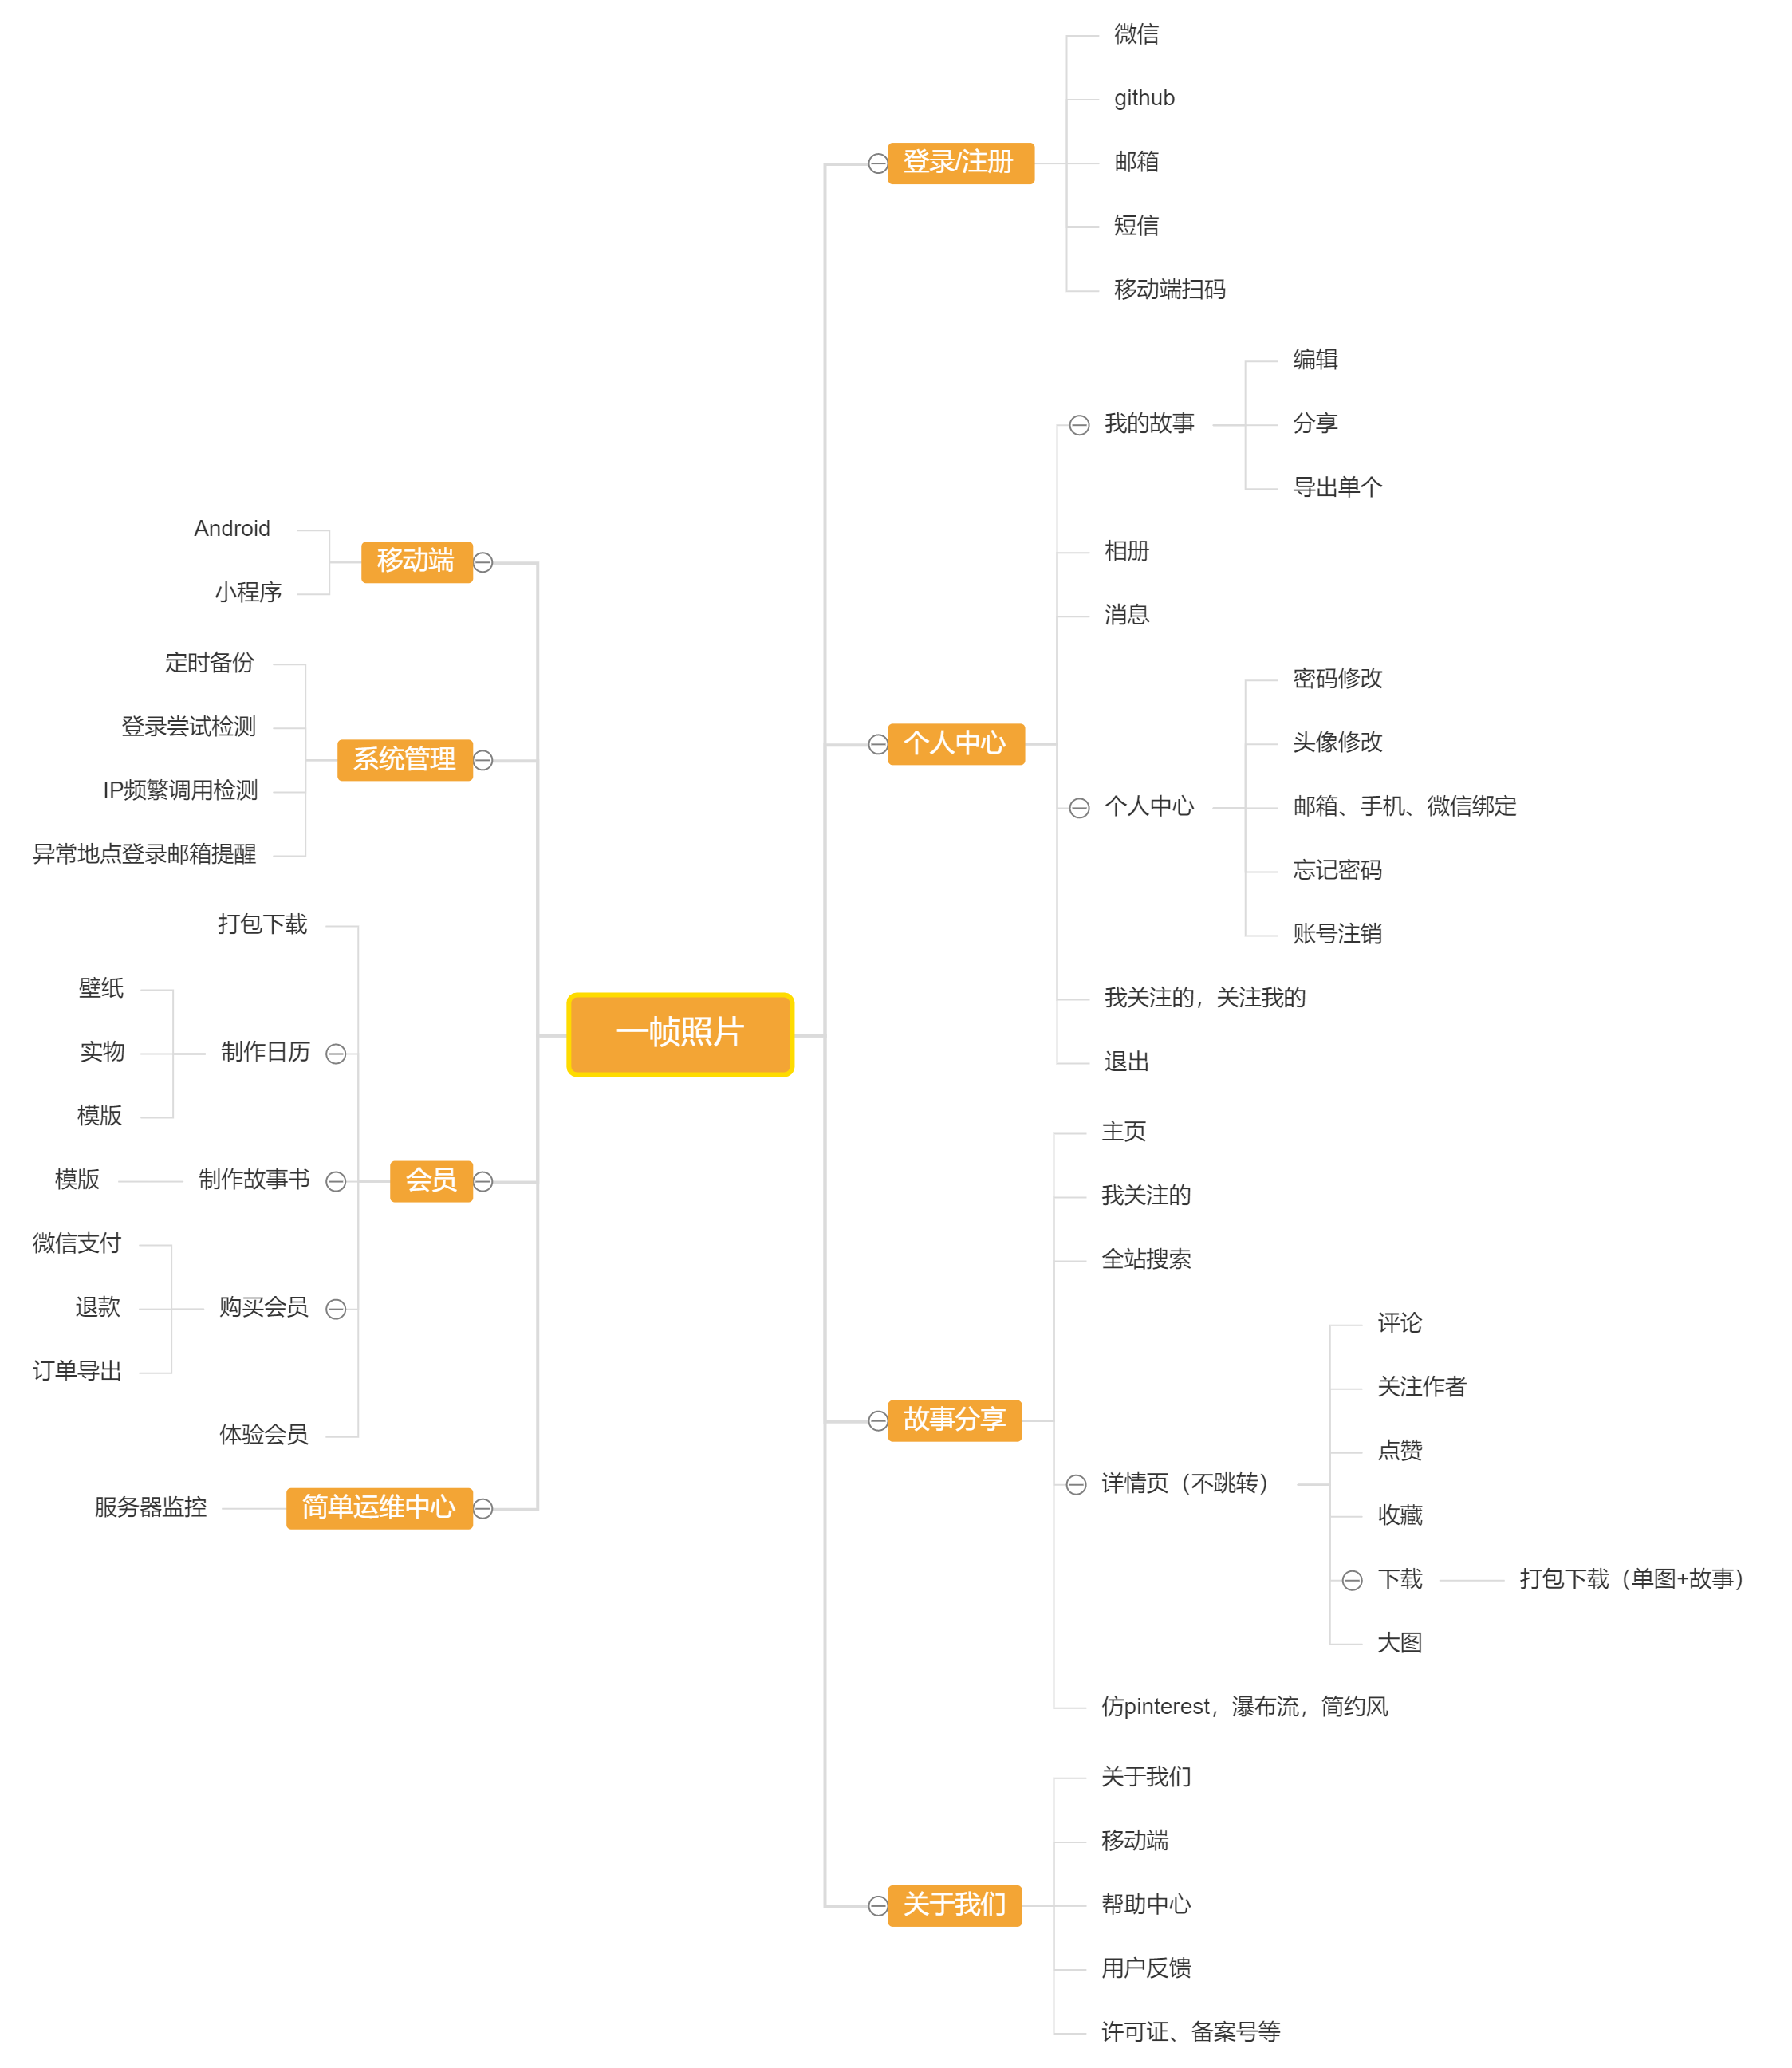 一帧照片
登录/注册
微信
github
邮箱
短信
移动端扫码
个人中心
我的故事
编辑
分享
导出单个
相册
消息
个人中心
密码修改
头像修改
邮箱、手机、微信绑定
忘记密码
账号注销
我关注的，关注我的
退出
故事分享
主页
我关注的
全站搜索
详情页（不跳转）
评论
关注作者
点赞
收藏
下载
打包下载（单图+故事）
大图
仿pinterest，瀑布流，简约风
关于我们
关于我们
移动端
帮助中心
用户反馈
许可证、备案号等
移动端
Android
小程序
系统管理
定时备份
登录尝试检测
IP频繁调用检测
异常地点登录邮箱提醒
会员
打包下载
制作日历
壁纸
实物
模版
制作故事书
模版
购买会员
微信支付
退款
订单导出
体验会员
简单运维中心
服务器监控